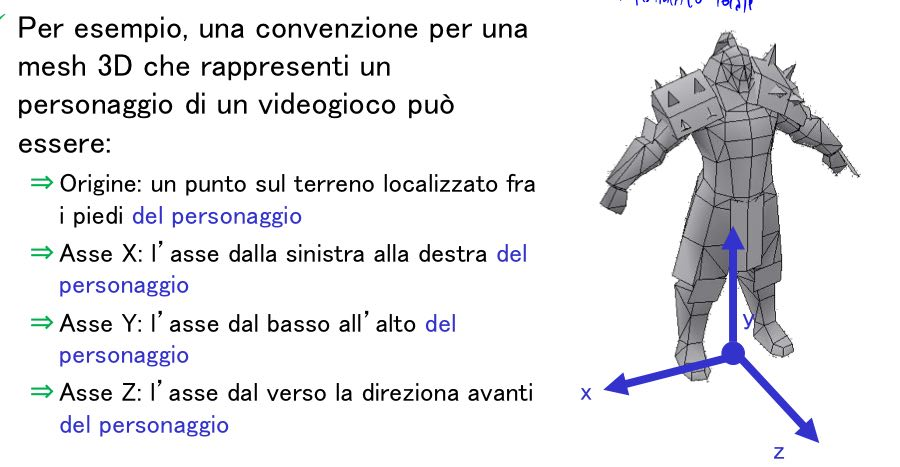 Per esempio, una convenzione per una
mesh 3D che rappresenti un
personaggio di un videogioco può
essere:
⇒ Origine: un punto sul terreno localizzato fra
i piedi del personaggio
⇒ Asse X: l'asse dalla sinistra alla destra del
personaggio
⇒ Asse Y: l'asse dal basso all'alto del
personaggio
⇒ Asse Z: l'asse dal verso la direziona avanti
del personaggio
y
x
z